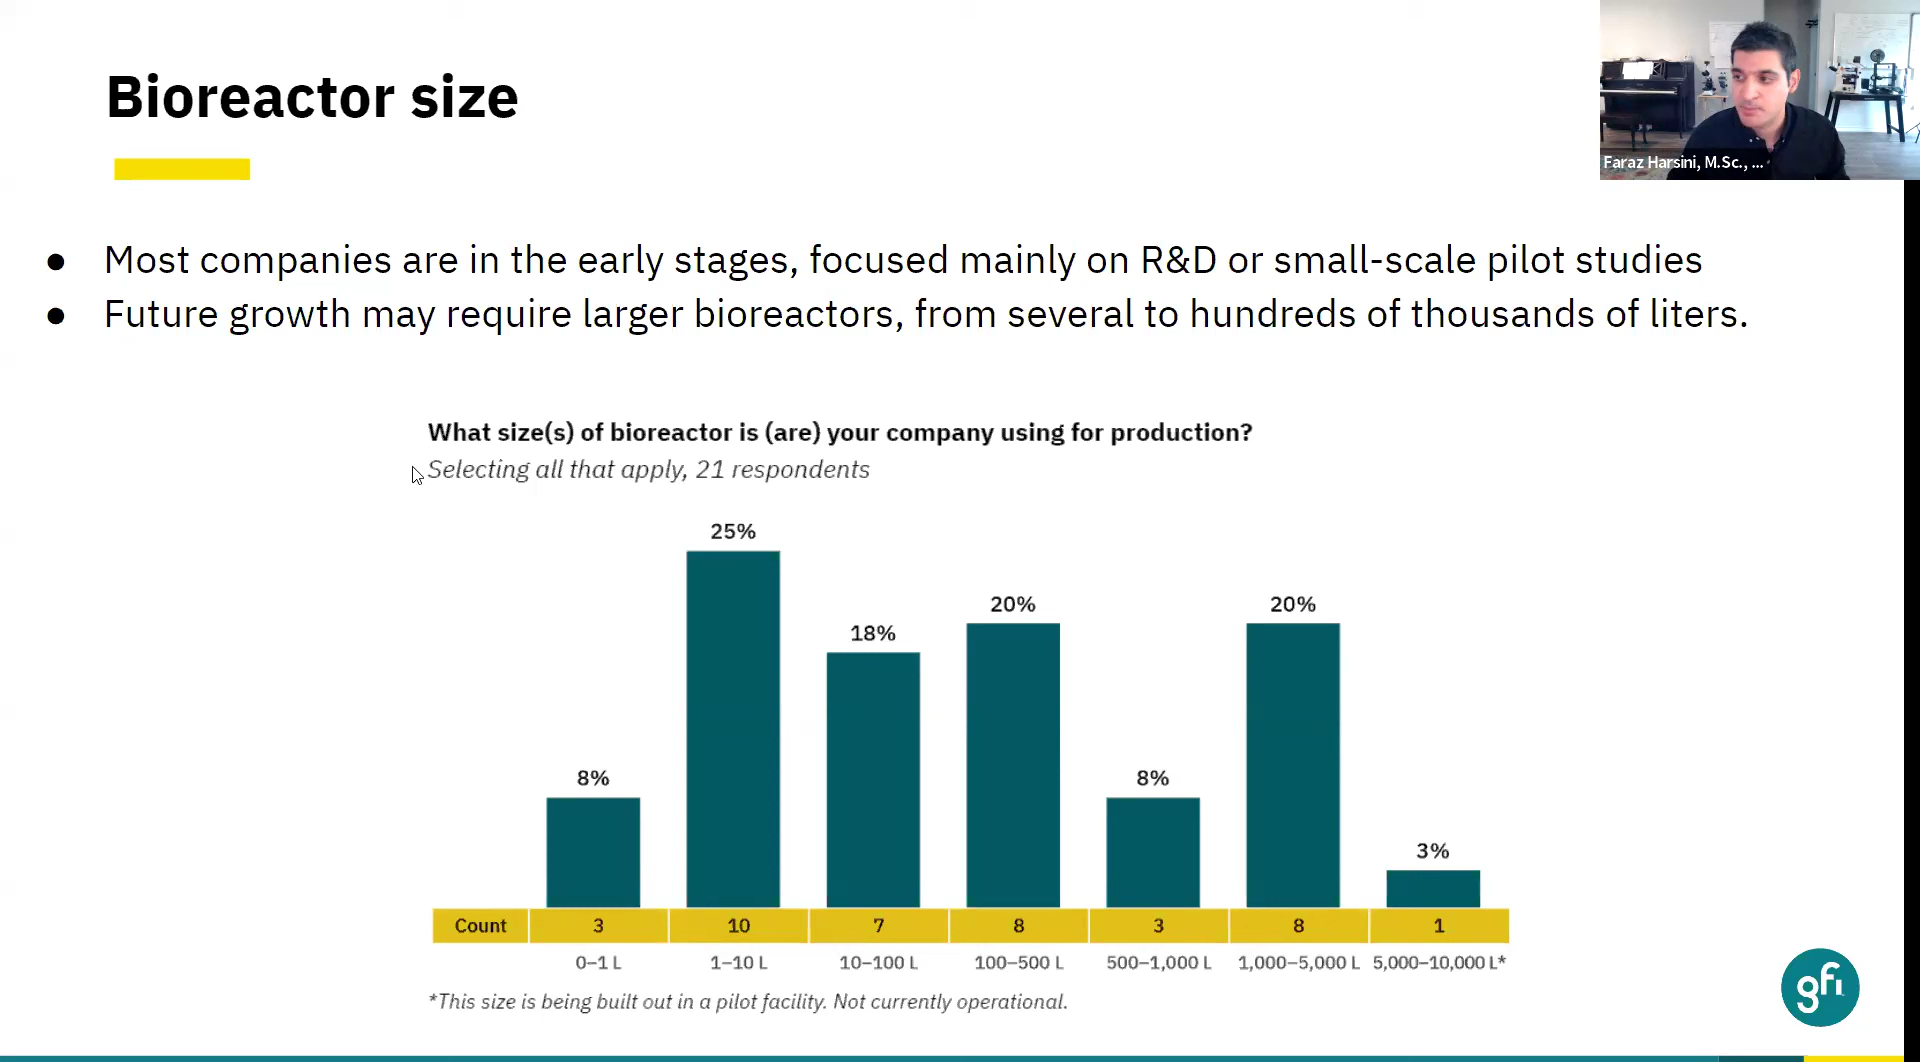 Bioreactor size
Faraz Harsini, M.Sc., ...
● Most companies are in the early stages, focused mainly on R&D or small-scale pilot studies
● Future growth may require larger bioreactors, from several to hundreds of thousands of liters.
What size(s) of bioreactor is (are) your company using for production?
Selecting all that apply, 21 respondents
8% 25% 18% 20% 8% 20% 3%
Count 3 10 7 8 3 8 1
0–1 L 1–10 L 10–100 L 100–500 L 500–1,000 L 1,000–5,000 L 5,000–10,000 L*
*This size is being built out in a pilot facility. Not currently operational.
gfi